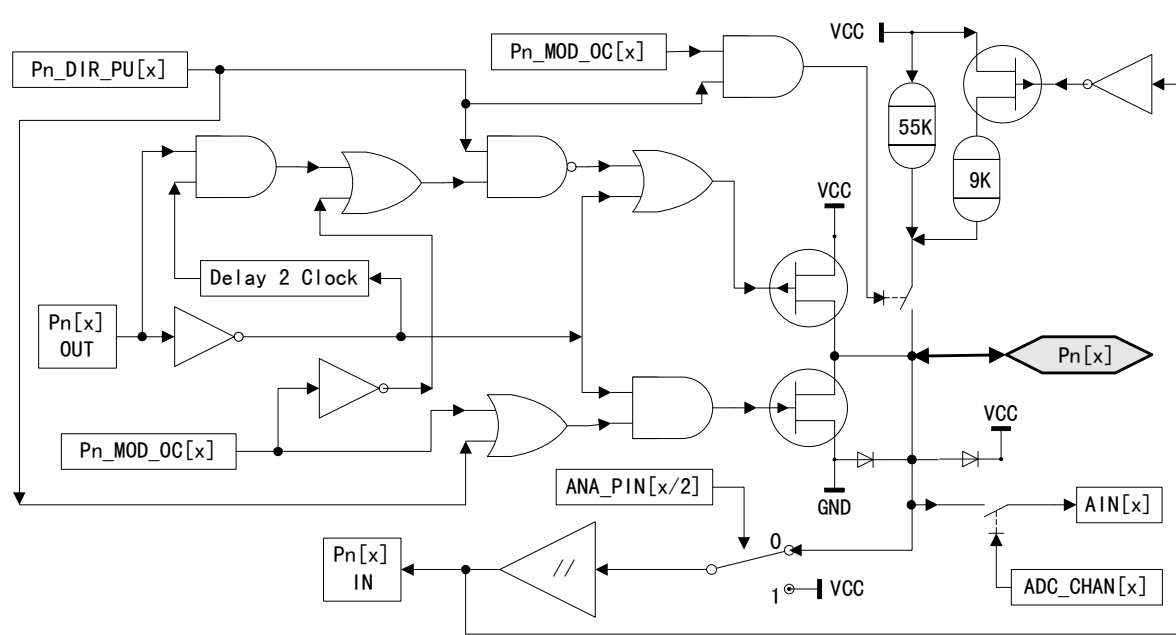 Pn_MOD_OC[x]
VCC
Pn_DIR_PU[x]
55K
9K
VCC
Delay 2 Clock
Pn[x]
OUT
Pn[x]
Pn_MOD_OC[x]
VCC
ANA_PIN[x/2]
GND
AIN[x]
Pn[x]
IN
//
0
1
VCC
ADC_CHAN[x]